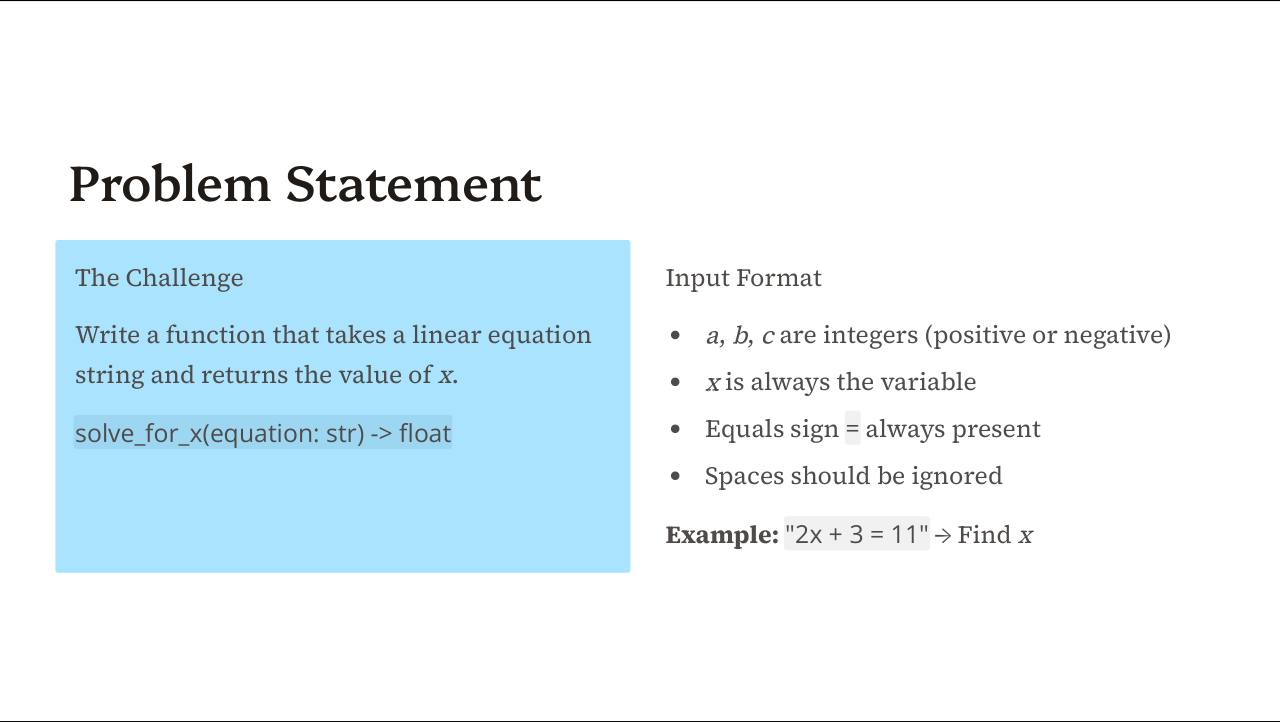 Problem Statement
The Challenge
Write a function that takes a linear equation
string and returns the value of x.
solve_for_x(equation: str) -> float
Input Format
• a, b, c are integers (positive or negative)
• x is always the variable
• Equals sign = always present
• Spaces should be ignored
Example: "2x + 3 = 11" → Find x